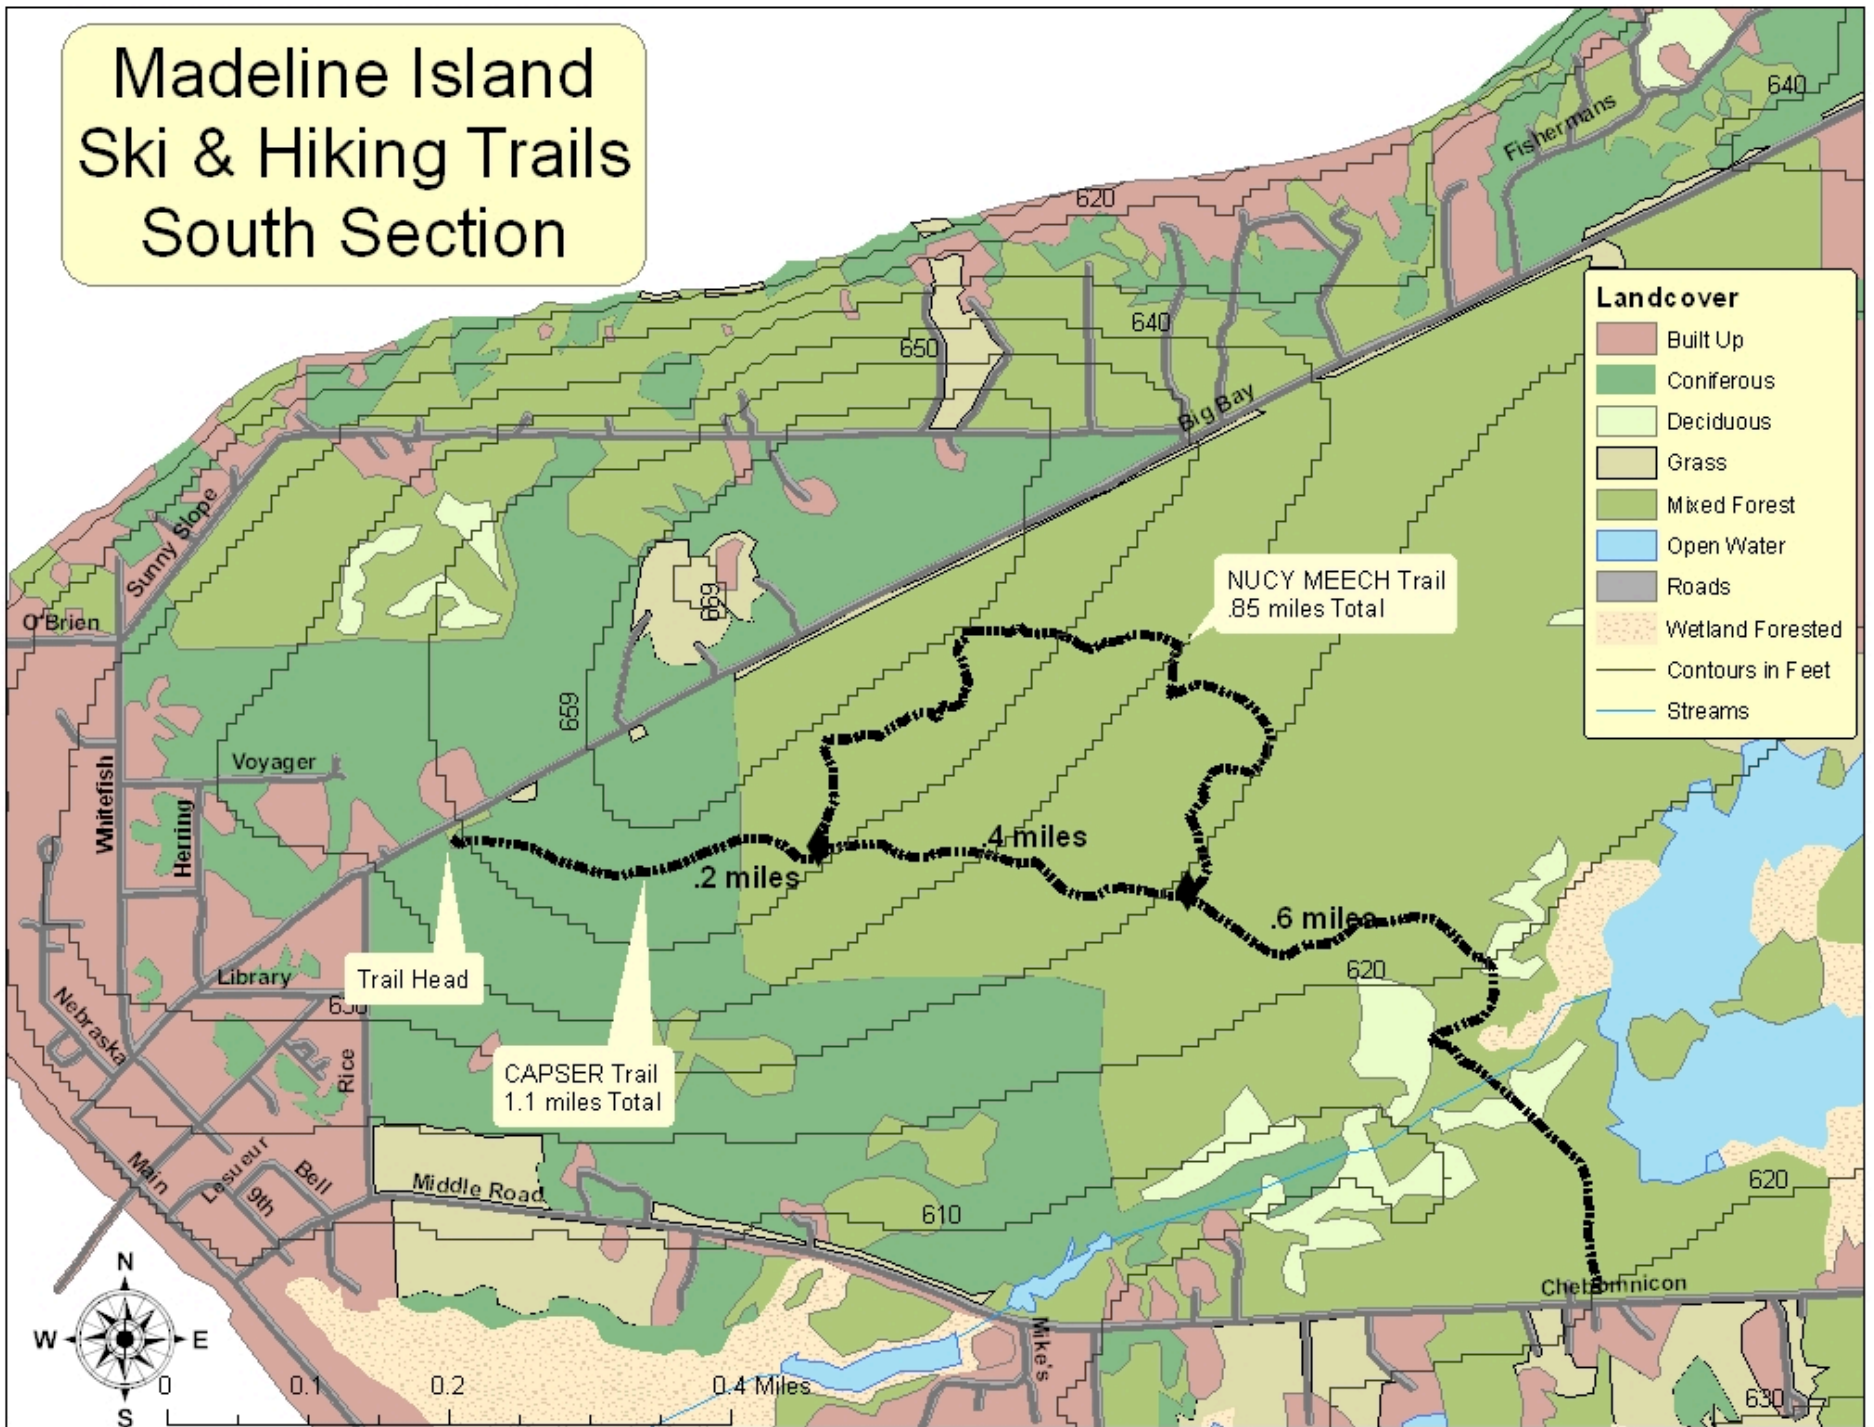 Madeline Island
Ski & Hiking Trails
South Section
640
Fishermans
620
Landcover
Built Up
Coniferous
Deciduous
Grass
Mixed Forest
Open Water
Roads
Wetland Forested
Contours in Feet
Streams
640
650
Big Bay
Sunny Slope
NUCY MEECH Trail
.85 miles Total
669
O'Brien
659
Voyager
Whitefish
Herring
.4 miles
.2 miles
.6 miles
620
Trail Head
Library
650
Nebraska
Rice
CAPSER Trail
1.1 miles Total
Main
Lesueur
Bell
9th
Middle Road
610
620
Chebomnicon
N
W
E
S
Mike's
0
0.1
0.2
0.4 Miles
630